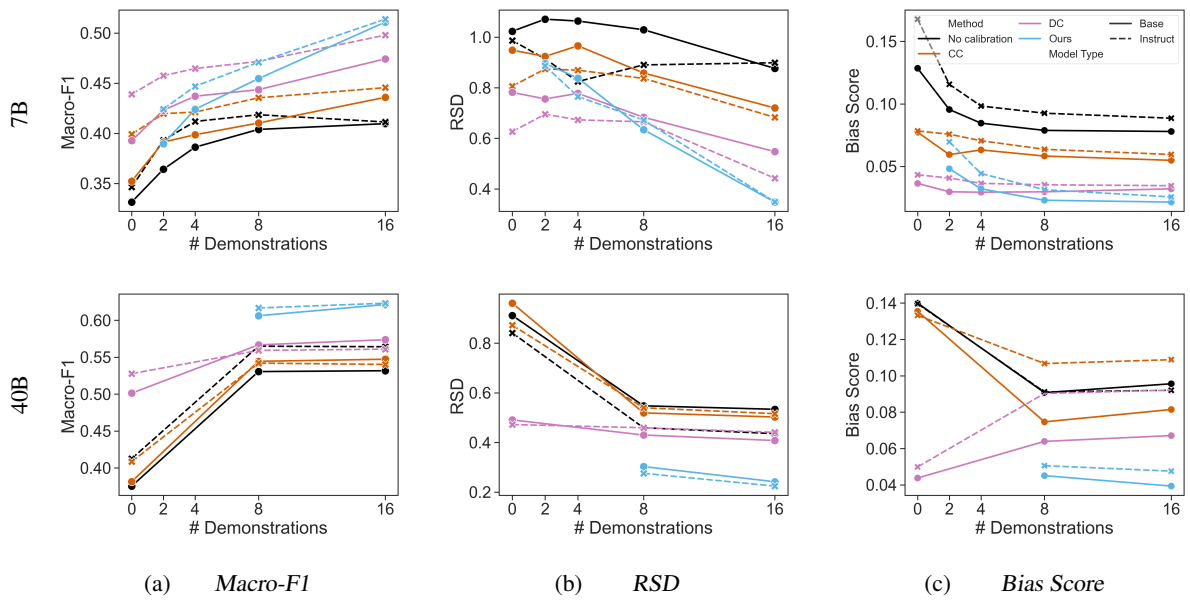 7B
Macro-F1
0.50
0.45
0.40
0.35
0 2 4 8 16
# Demonstrations
RSD
1.0
0.8
0.6
0.4
0 2 4 8 16
# Demonstrations
Bias Score
0.15
0.10
0.05
0 2 4 8 16
# Demonstrations
Method
No calibration
CC
DC
Ours
Model Type
Base
Instruct
40B
Macro-F1
0.60
0.55
0.50
0.45
0.40
0 2 4 8 16
# Demonstrations
RSD
0.8
0.6
0.4
0.2
0 2 4 8 16
# Demonstrations
Bias Score
0.14
0.12
0.10
0.08
0.06
0.04
0 2 4 8 16
# Demonstrations
(a) Macro-F1
(b) RSD
(c) Bias Score